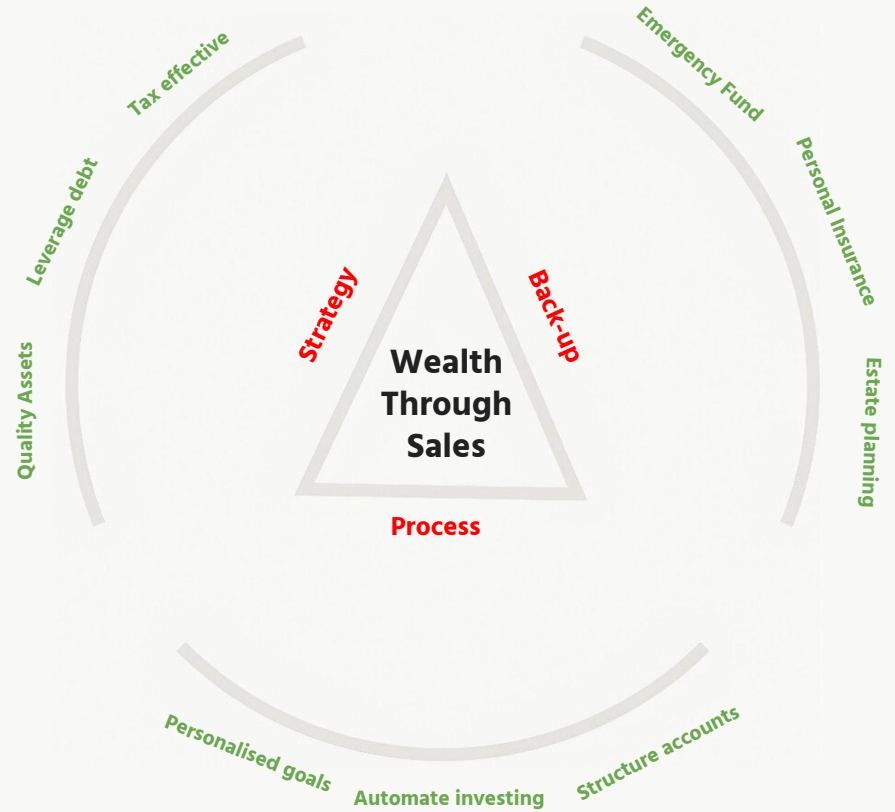 Tax effective
Leverage debt
Quality Assets
Emergency Fund
Personal Insurance
Estate planning
Strategy
Back-up
Wealth
Through
Sales
Process
Personalised goals
Automate investing
Structure accounts